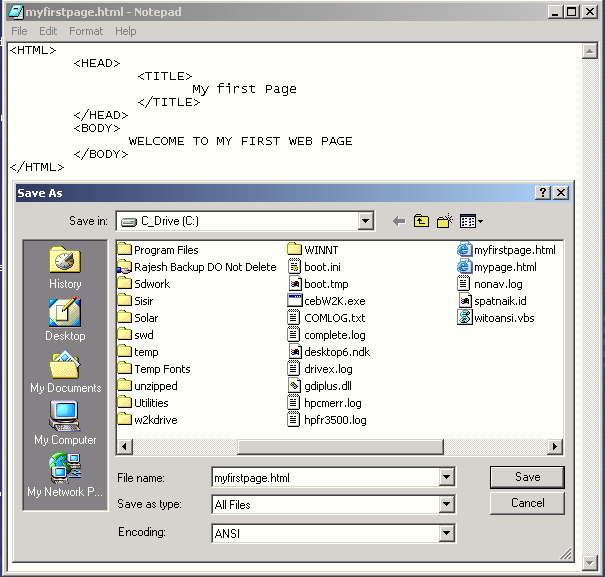 myfirstpage.html - Notepad
File Edit Format Help
<HTML>
<HEAD>
<TITLE>
My first Page
</TITLE>
</HEAD>
<BODY>
WELCOME TO MY FIRST WEB PAGE
</BODY>
</HTML>
Save As
Save in: C_Drive (C:)
History
Desktop
My Documents
My Computer
My Network P...
Program Files
Rajesh Backup DO Not Delete
Sdwork
Sisir
Solar
swd
temp
Temp Fonts
unzipped
Utilities
w2kdrive
WINNT
boot.ini
boot.tmp
cebW2K.exe
COMLOG.txt
complete.log
desktop6.ndk
drivex.log
gdiplus.dll
hpcmerr.log
hpfr3500.log
myfirstpage.html
mypage.html
nonav.log
spatnaik.id
witoansi.vbs
File name: myfirstpage.html Save
Save as type: All Files Cancel
Encoding: ANSI